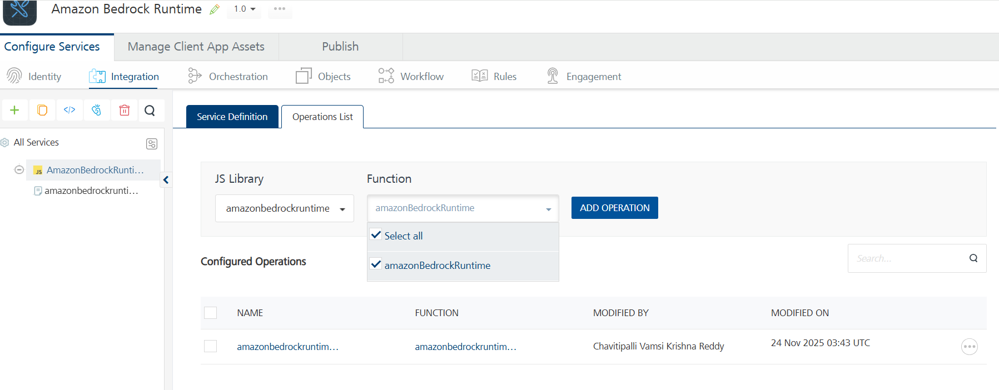 Amazon Bedrock Runtime 1.0
Configure Services Manage Client App Assets Publish
Identity Integration Orchestration Objects Workflow Rules Engagement
</>
Service Definition Operations List
All Services
JS AmazonBedrockRunti...
amazonbedrockrunti...
JS Library Function
amazonbedrockruntime amazonBedrockRuntime ADD OPERATION
Select all
amazonBedrockRuntime
Configured Operations
Search...
NAME FUNCTION MODIFIED BY MODIFIED ON
amazonbedrockruntim... amazonbedrockruntim... Chavitipalli Vamsi Krishna Reddy 24 Nov 2025 03:43 UTC